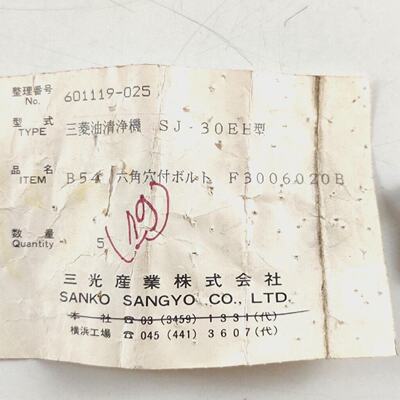 整理番号
No. 601119-025
型式
TYPE 三菱油清浄機 SJ-30EH型
品名
ITEM B54 六角穴付ボルト F3006020B
数量
Quantity 5 (19)
三光産業株式会社
SANKO SANGYO CO., LTD.
本社 ☎ 03 (3459) 1331(代)
横浜工場 ☎ 045 (441) 3607(代)